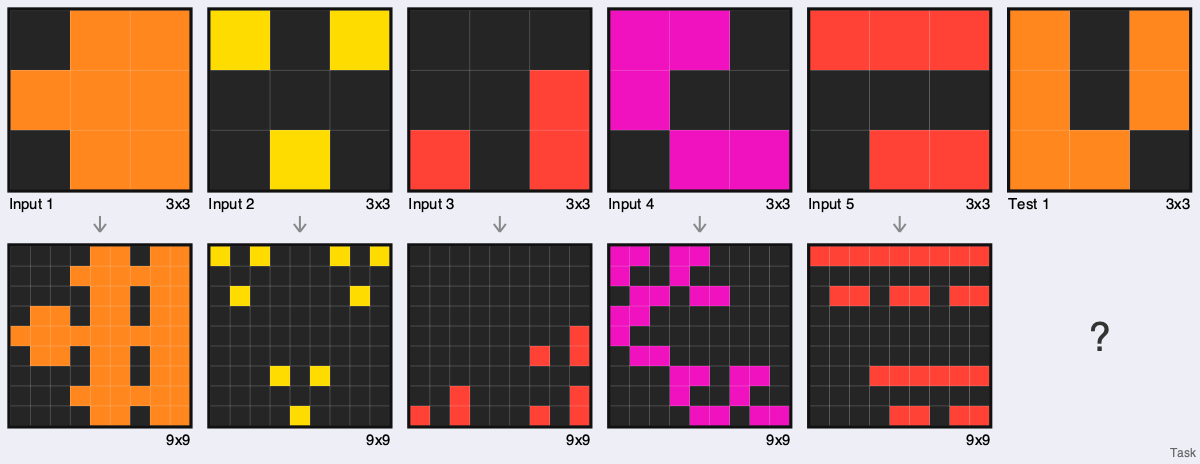 Input 1 3x3
Input 2 3x3
Input 3 3x3
Input 4 3x3
Input 5 3x3
Test 1 3x3
?
9x9
9x9
9x9
9x9
9x9
Task